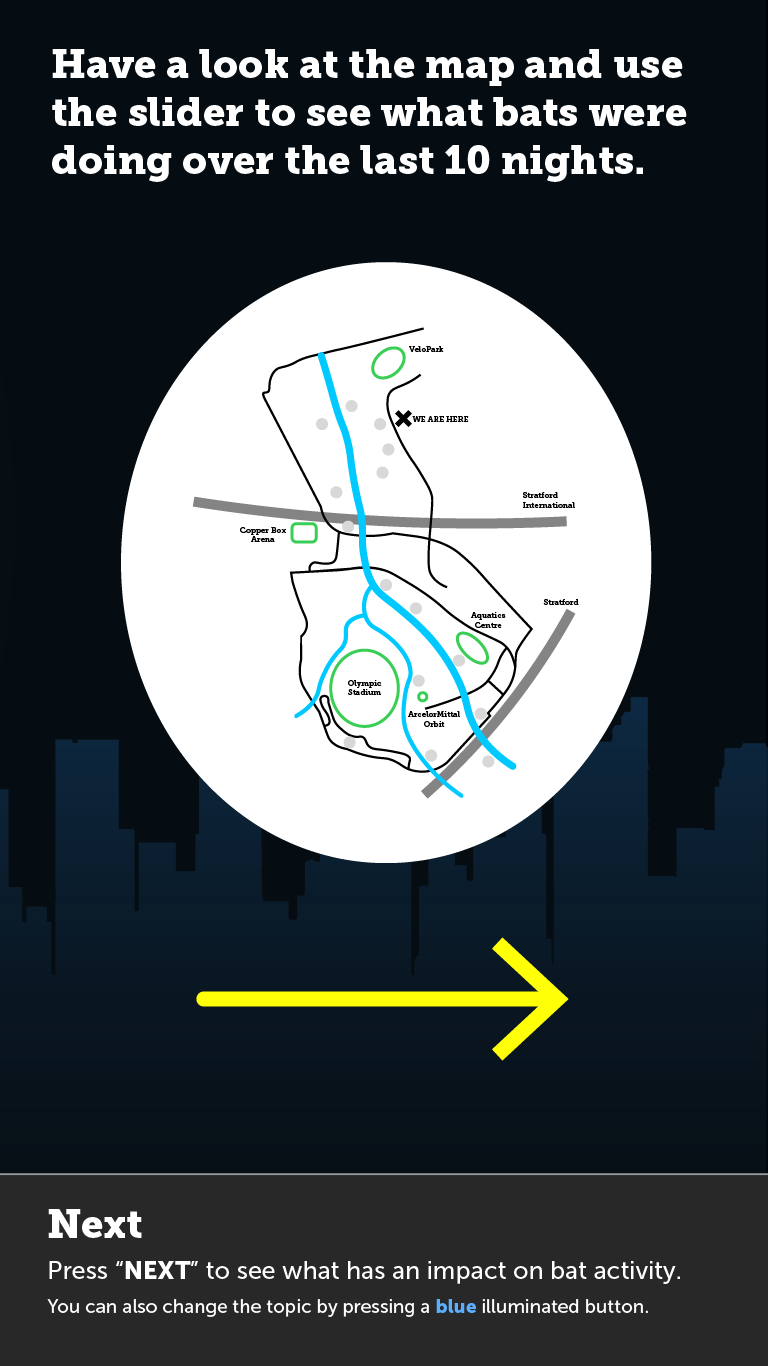 Have a look at the map and use
the slider to see what bats were
doing over the last 10 nights.
VeloPark
WE ARE HERE
Stratford
International
Copper Box
Arena
Stratford
Aquatics
Centre
Olympic
Stadium
ArcelorMittal
Orbit
Next
Press “NEXT” to see what has an impact on bat activity.
You can also change the topic by pressing a blue illuminated button.